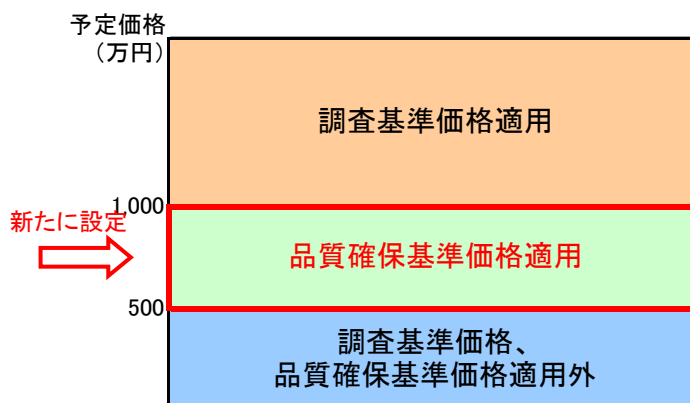 予定価格
（万円）
調査基準価格適用
1,000
新たに設定
品質確保基準価格適用
500
調査基準価格、
品質確保基準価格適用外